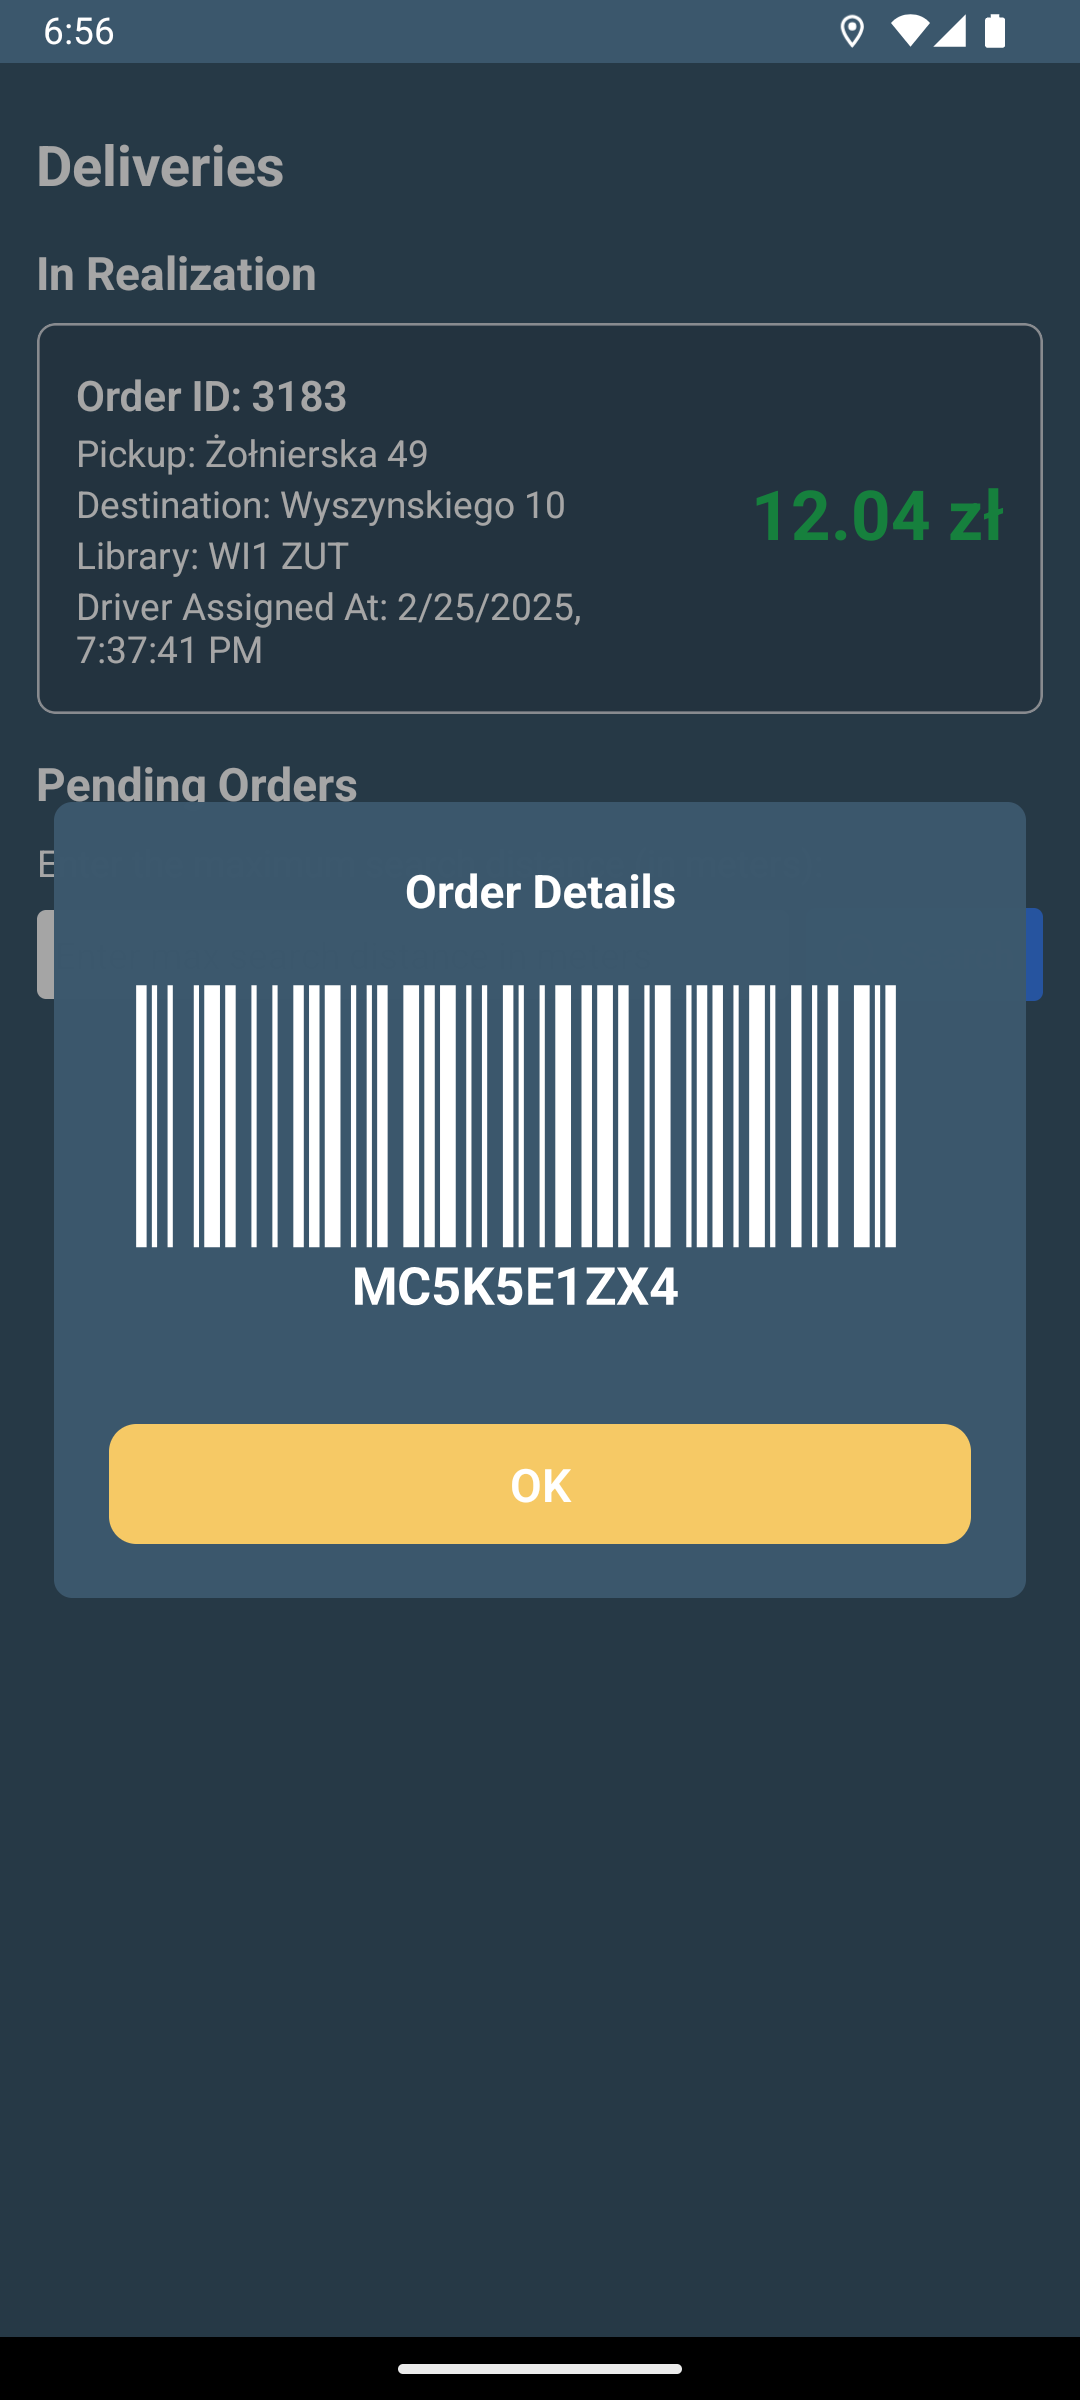 6:56
Deliveries
In Realization
Order ID: 3183
Pickup: Żołnierska 49
Destination: Wyszynskiego 10
12.04 zł
Library: WI1 ZUT
Driver Assigned At: 2/25/2025,
7:37:41 PM
Pending Orders
Order Details
MC5K5E1ZX4
OK